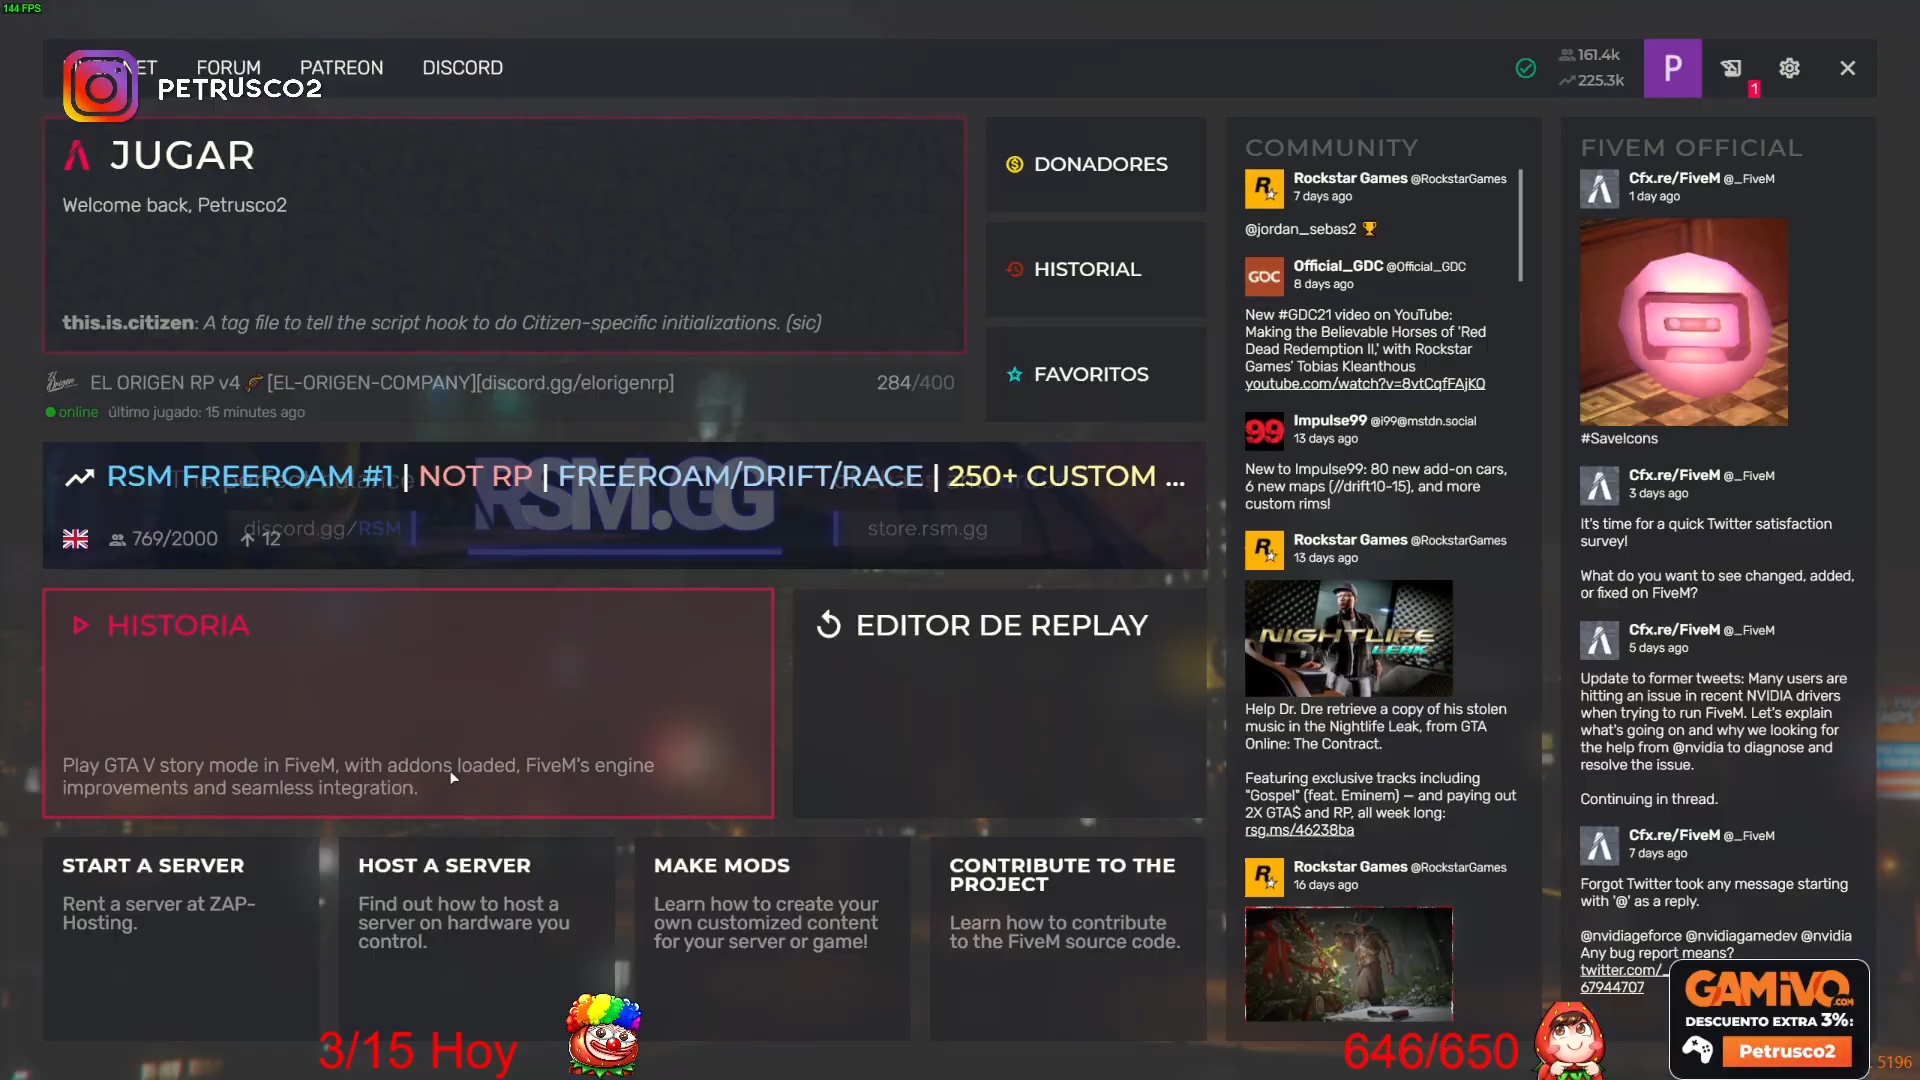 144 FPS
FORUM
PATREON
DISCORD
PETRUSCO2
161.4k
225.3k
P
1
JUGAR
Welcome back, Petrusco2
this.is.citizen: A tag file to tell the script hook to do Citizen-specific initializations. (sic)
EL ORIGEN RP v4 [EL-ORIGEN-COMPANY][discord.gg/elorigenrp]
284/400
online último jugado: 15 minutes ago
DONADORES
HISTORIAL
FAVORITOS
RSM FREEROAM #1 | NOT RP | FREEROAM/DRIFT/RACE | 250+ CUSTOM ...
RSM.GG
discord.gg/RSM
store.rsm.gg
769/2000
12
HISTORIA
Play GTA V story mode in FiveM, with addons loaded, FiveM's engine
improvements and seamless integration.
EDITOR DE REPLAY
START A SERVER
Rent a server at ZAP-
Hosting.
HOST A SERVER
Find out how to host a
server on hardware you
control.
MAKE MODS
Learn how to create your
own customized content
for your server or game!
CONTRIBUTE TO THE
PROJECT
Learn how to contribute
to the FiveM source code.
COMMUNITY
Rockstar Games @RockstarGames
7 days ago
@jordan_sebas2 🏆
GDC
Official_GDC @Official_GDC
8 days ago
New #GDC21 video on YouTube:
Making the Believable Horses of 'Red
Dead Redemption II,' with Rockstar
Games' Tobias Kleanthous
youtube.com/watch?v=8vtCqfFAjKQ
99
Impulse99 @i99@mstdn.social
13 days ago
New to Impulse99: 80 new add-on cars,
6 new maps (//drift10-15), and more
custom rims!
Rockstar Games @RockstarGames
13 days ago
NIGHTLIFE
LEAK
Help Dr. Dre retrieve a copy of his stolen
music in the Nightlife Leak, from GTA
Online: The Contract.
Featuring exclusive tracks including
"Gospel" (feat. Eminem) — and paying out
2X GTA$ and RP, all week long:
rsg.ms/46238ba
Rockstar Games @RockstarGames
16 days ago
FIVEM OFFICIAL
Cfx.re/FiveM @_FiveM
1 day ago
#SaveIcons
Cfx.re/FiveM @_FiveM
3 days ago
It's time for a quick Twitter satisfaction
survey!
What do you want to see changed, added,
or fixed on FiveM?
Cfx.re/FiveM @_FiveM
5 days ago
Update to former tweets: Many users are
hitting an issue in recent NVIDIA drivers
when trying to run FiveM. Let's explain
what's going on and why we looking for
the help from @nvidia to diagnose and
resolve the issue.
Continuing in thread.
Cfx.re/FiveM @_FiveM
7 days ago
Forgot Twitter took any message starting
with '@' as a reply.
@nvidiageforce @nvidiagamedev @nvidia
Any bug report means?
twitter.com/_
67944707
3/15 Hoy
646/650
GAMIVO.COM
DESCUENTO EXTRA 3%:
Petrusco2
5196